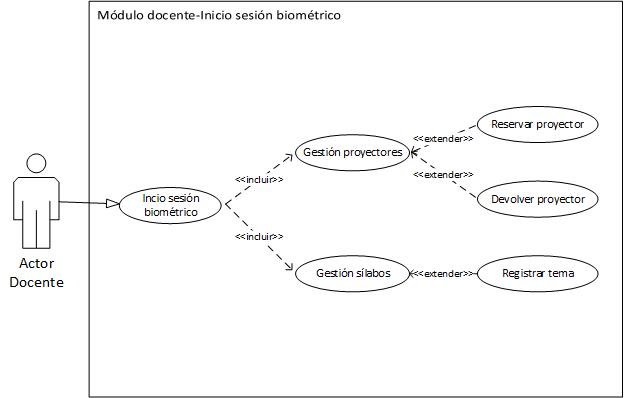 Módulo docente-Inicio sesión biométrico
Reservar proyector
<<extender>>
Gestión proyectores
<<incluir>>
<<extender>>
Devolver proyector
Incio sesión
biométrico
<<incluir>>
Gestión sílabos
<<extender>>
Registrar tema
Actor
Docente